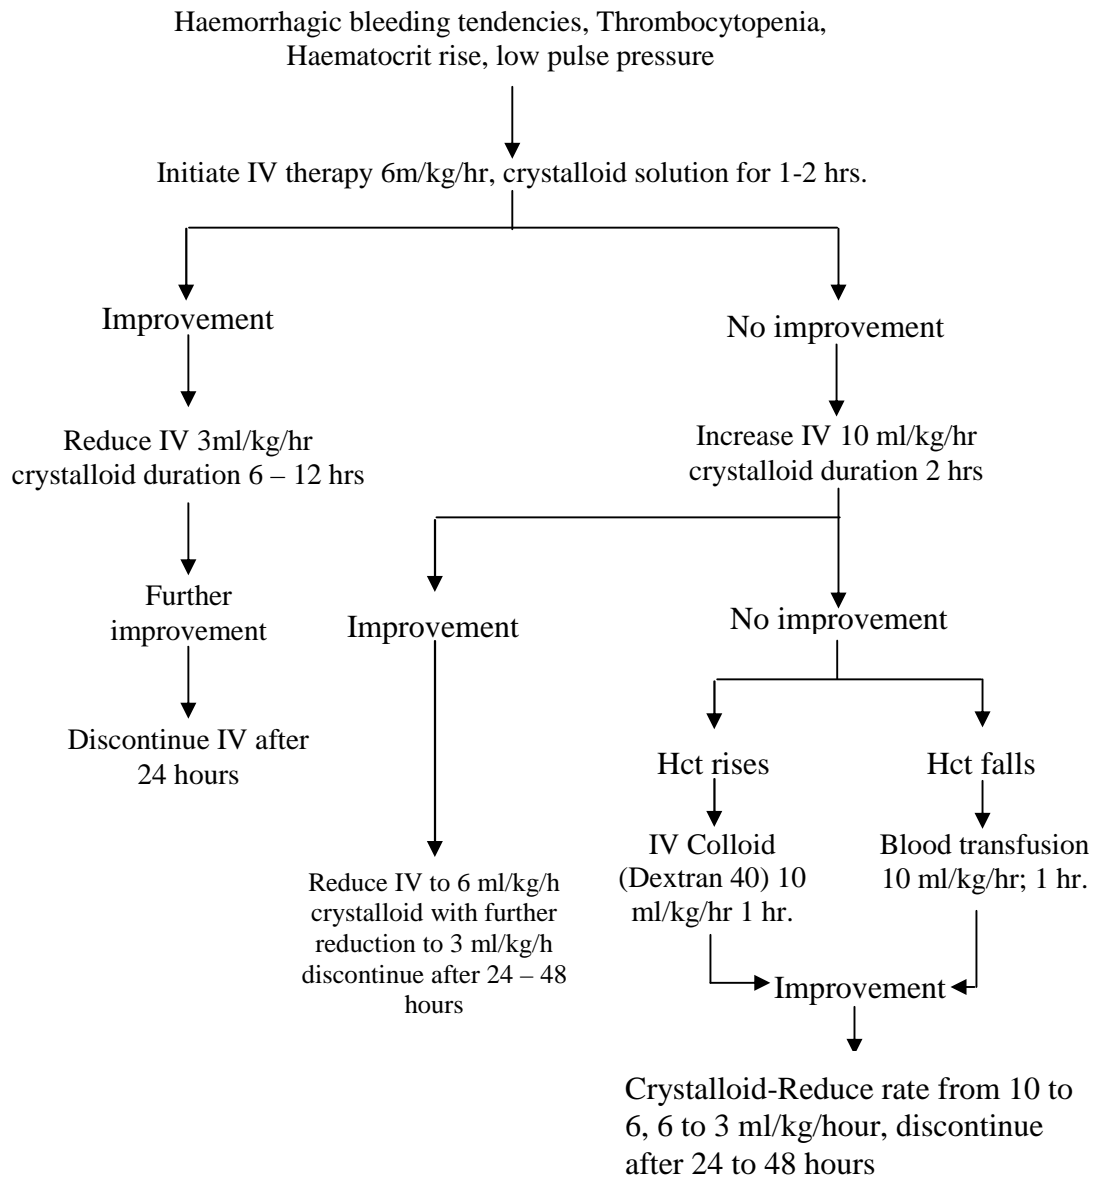 Haemorrhagic bleeding tendencies, Thrombocytopenia,
Haematocrit rise, low pulse pressure
Initiate IV therapy 6m/kg/hr, crystalloid solution for 1-2 hrs.
Improvement
No improvement
Reduce IV 3ml/kg/hr
crystalloid duration 6 – 12 hrs
Increase IV 10 ml/kg/hr
crystalloid duration 2 hrs
Further
improvement
Improvement
No improvement
Discontinue IV after
24 hours
Hct rises
Hct falls
IV Colloid
(Dextran 40) 10
ml/kg/hr 1 hr.
Blood transfusion
10 ml/kg/hr; 1 hr.
Reduce IV to 6 ml/kg/h
crystalloid with further
reduction to 3 ml/kg/h
discontinue after 24 – 48
hours
Improvement
Crystalloid-Reduce rate from 10 to
6, 6 to 3 ml/kg/hour, discontinue
after 24 to 48 hours